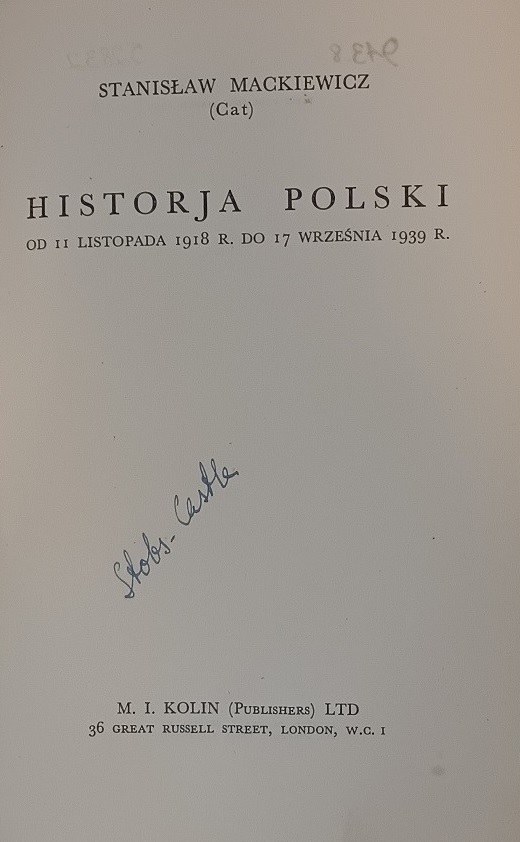 STANISŁAW MACKIEWICZ
(Cat)
HISTORJA POLSKI
OD 11 LISTOPADA 1918 R. DO 17 WRZEŚNIA 1939 R.
Stobs-Castle
M. I. KOLIN (Publishers) LTD
36 GREAT RUSSELL STREET, LONDON, W.C. 1